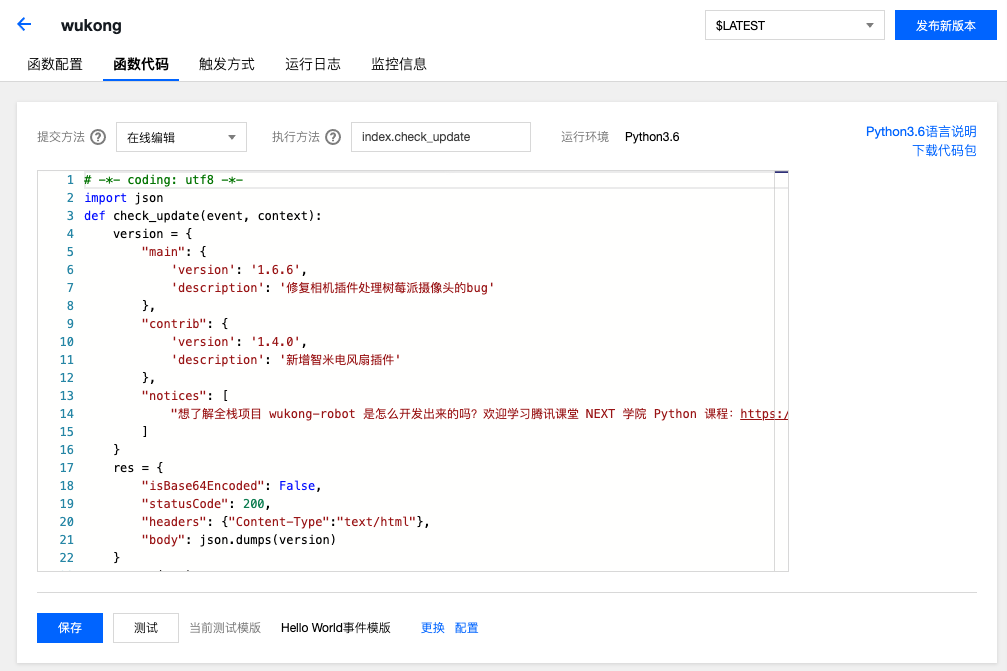 wukong
$LATEST
发布新版本
函数配置 函数代码 触发方式 运行日志 监控信息
提交方法 ? 在线编辑 执行方法 ? index.check_update 运行环境 Python3.6
Python3.6语言说明
下载代码包
1 # -*- coding: utf8 -*-
2 import json
3 def check_update(event, context):
4     version = {
5         "main": {
6             'version': '1.6.6',
7             'description': '修复相机插件处理树莓派摄像头的bug'
8         },
9         "contrib": {
10             'version': '1.4.0',
11             'description': '新增智米电风扇插件'
12         },
13         "notices": [
14             "想了解全栈项目 wukong-robot 是怎么开发出来的吗? 欢迎学习腾讯课堂 NEXT 学院 Python 课程: https:/
15         ]
16     }
17     res = {
18         "isBase64Encoded": False,
19         "statusCode": 200,
20         "headers": {"Content-Type":"text/html"},
21         "body": json.dumps(version)
22     }
保存 测试 当前测试模版 Hello World事件模版 更换 配置